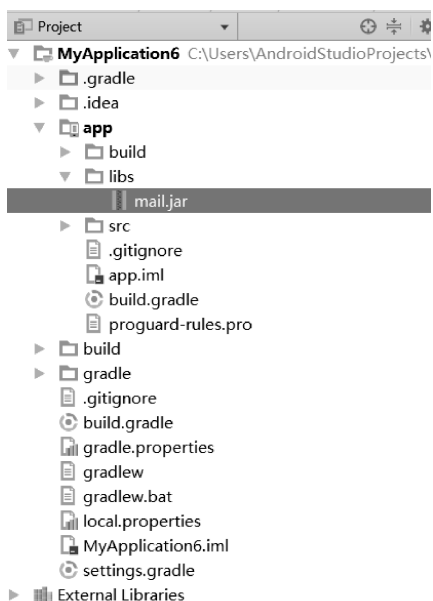 Project
MyApplication6 C:\Users\AndroidStudioProjects\
.gradle
.idea
app
build
libs
mail.jar
src
.gitignore
app.iml
build.gradle
proguard-rules.pro
build
gradle
.gitignore
build.gradle
gradle.properties
gradlew
gradlew.bat
local.properties
MyApplication6.iml
settings.gradle
External Libraries